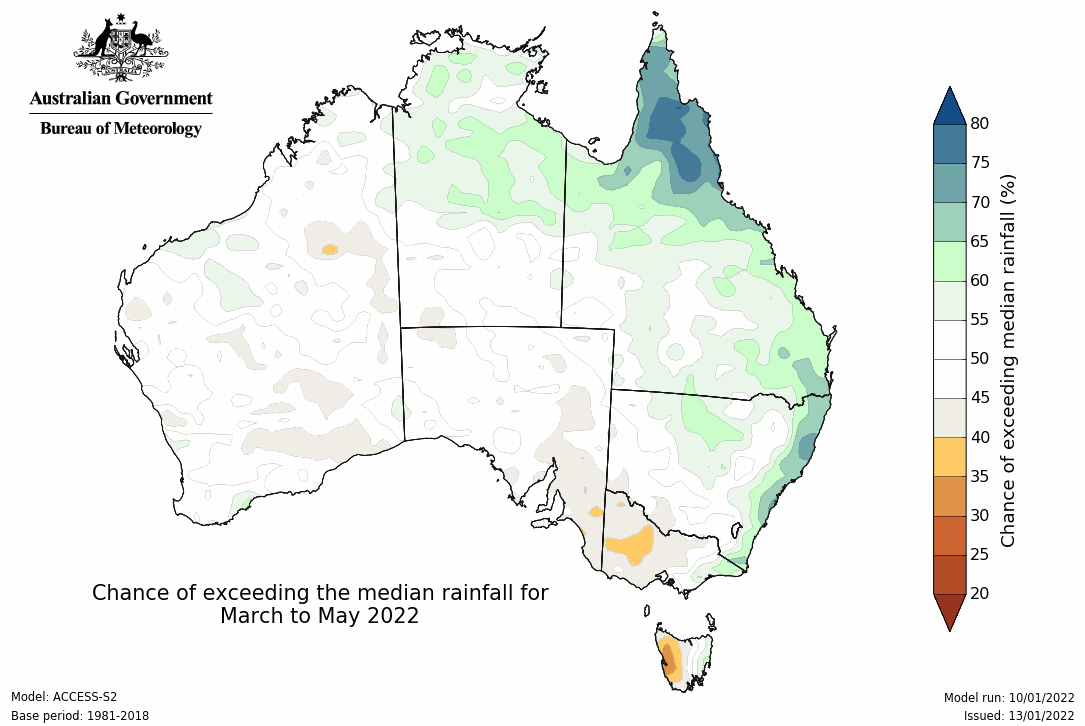 Australian Government
Bureau of Meteorology
80
75
70
65
60
55
50
45
40
35
30
25
20
Chance of exceeding median rainfall (%)
Chance of exceeding the median rainfall for
March to May 2022
Model: ACCESS-S2
Base period: 1981-2018
Model run: 10/01/2022
Issued: 13/01/2022